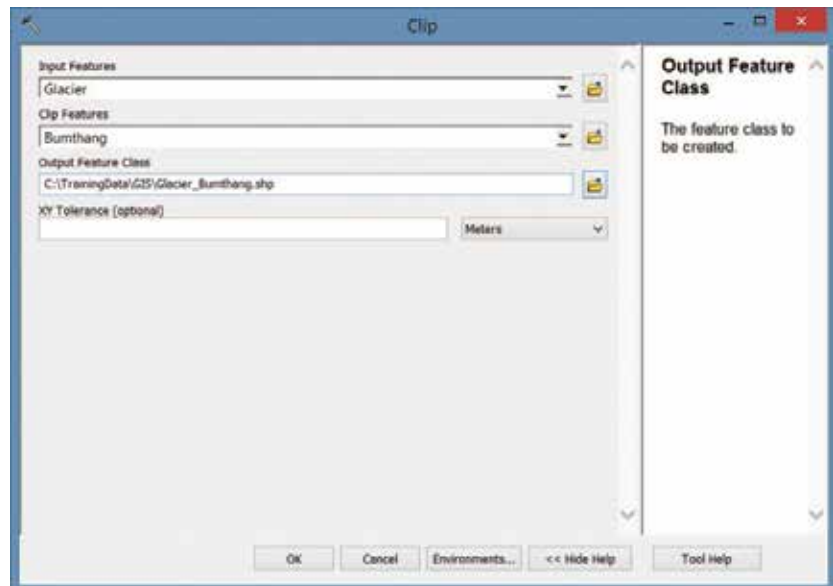 Clip
Input Features
Glacier
Clip Features
Bumthang
Output Feature Class
C:\TrainingData\GIS\Glacier_Bumthang.shp
XY Tolerance (optional)
Meters
OK
Cancel
Environments...
<< Hide Help
Output Feature
Class
The feature class to
be created.
Tool Help